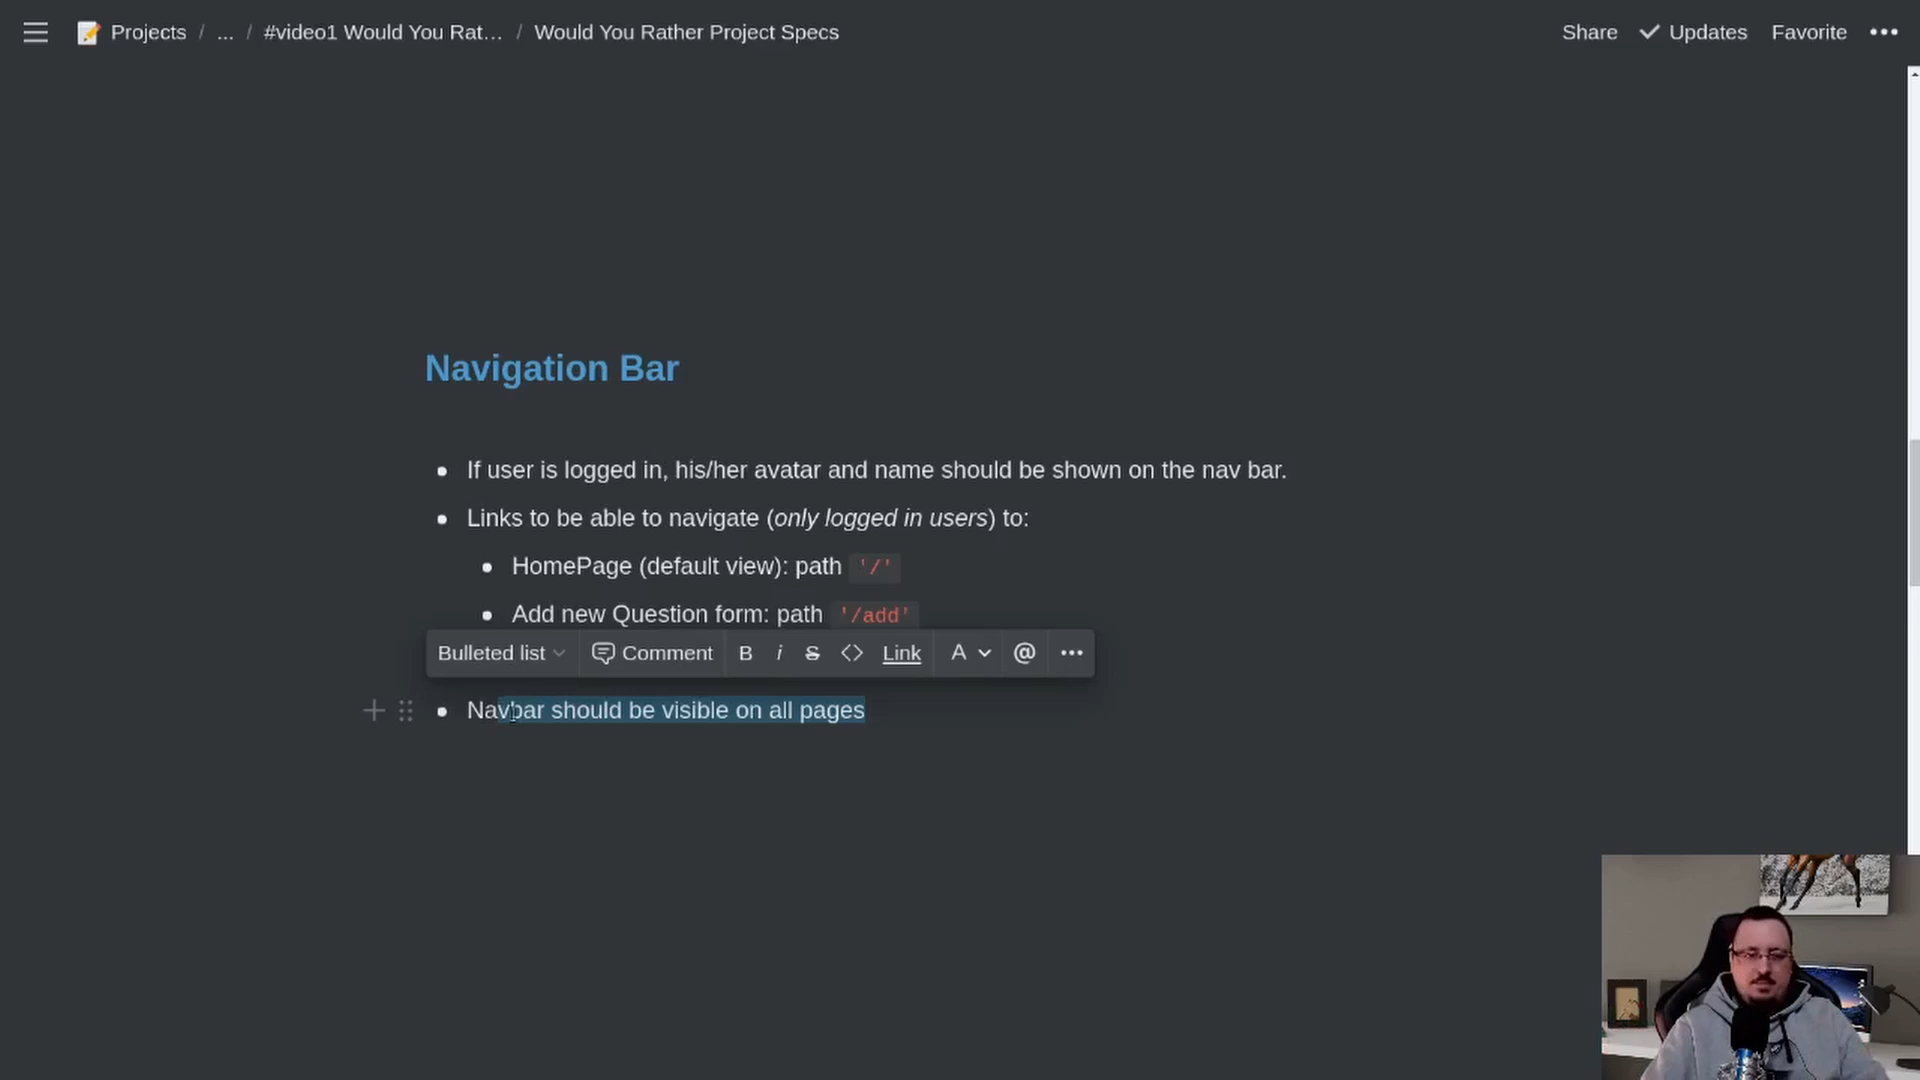 Projects / ... / #video1 Would You Rat... / Would You Rather Project Specs
Share Updates Favorite
Navigation Bar
If user is logged in, his/her avatar and name should be shown on the nav bar.
Links to be able to navigate (only logged in users) to:
HomePage (default view): path '/'
Add new Question form: path '/add'
Bulleted list Comment B i S <> Link A @ •••
Navbar should be visible on all pages